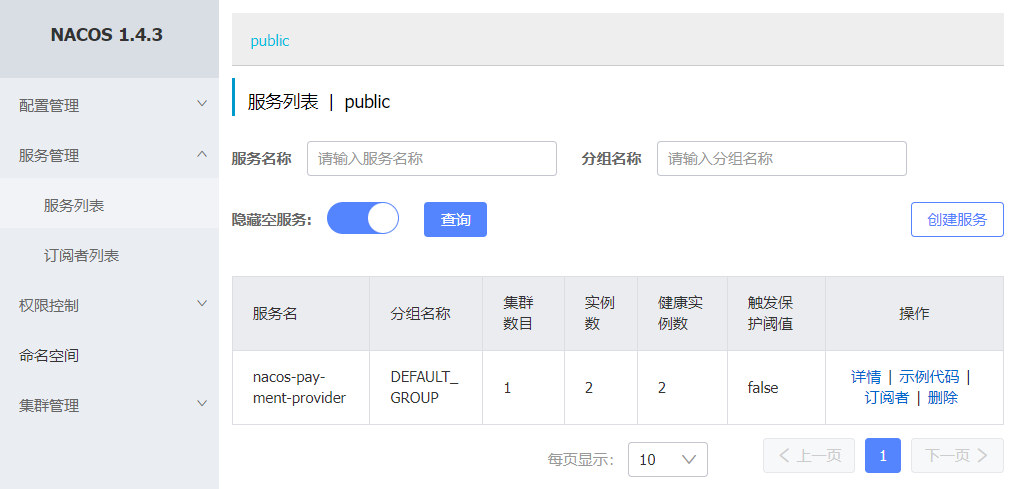 NACOS 1.4.3
配置管理
服务管理
服务列表
订阅者列表
权限控制
命名空间
集群管理
public
服务列表 | public
服务名称 请输入服务名称 分组名称 请输入分组名称
隐藏空服务: 查询 创建服务
服务名 分组名称 集群 实例 健康实 触发保 操作
数目 数 例数 护阈值
nacos-pay- DEFAULT_ 1 2 2 false 详情 | 示例代码 |
ment-provider GROUP 订阅者 | 删除
每页显示: 10 上一页 1 下一页